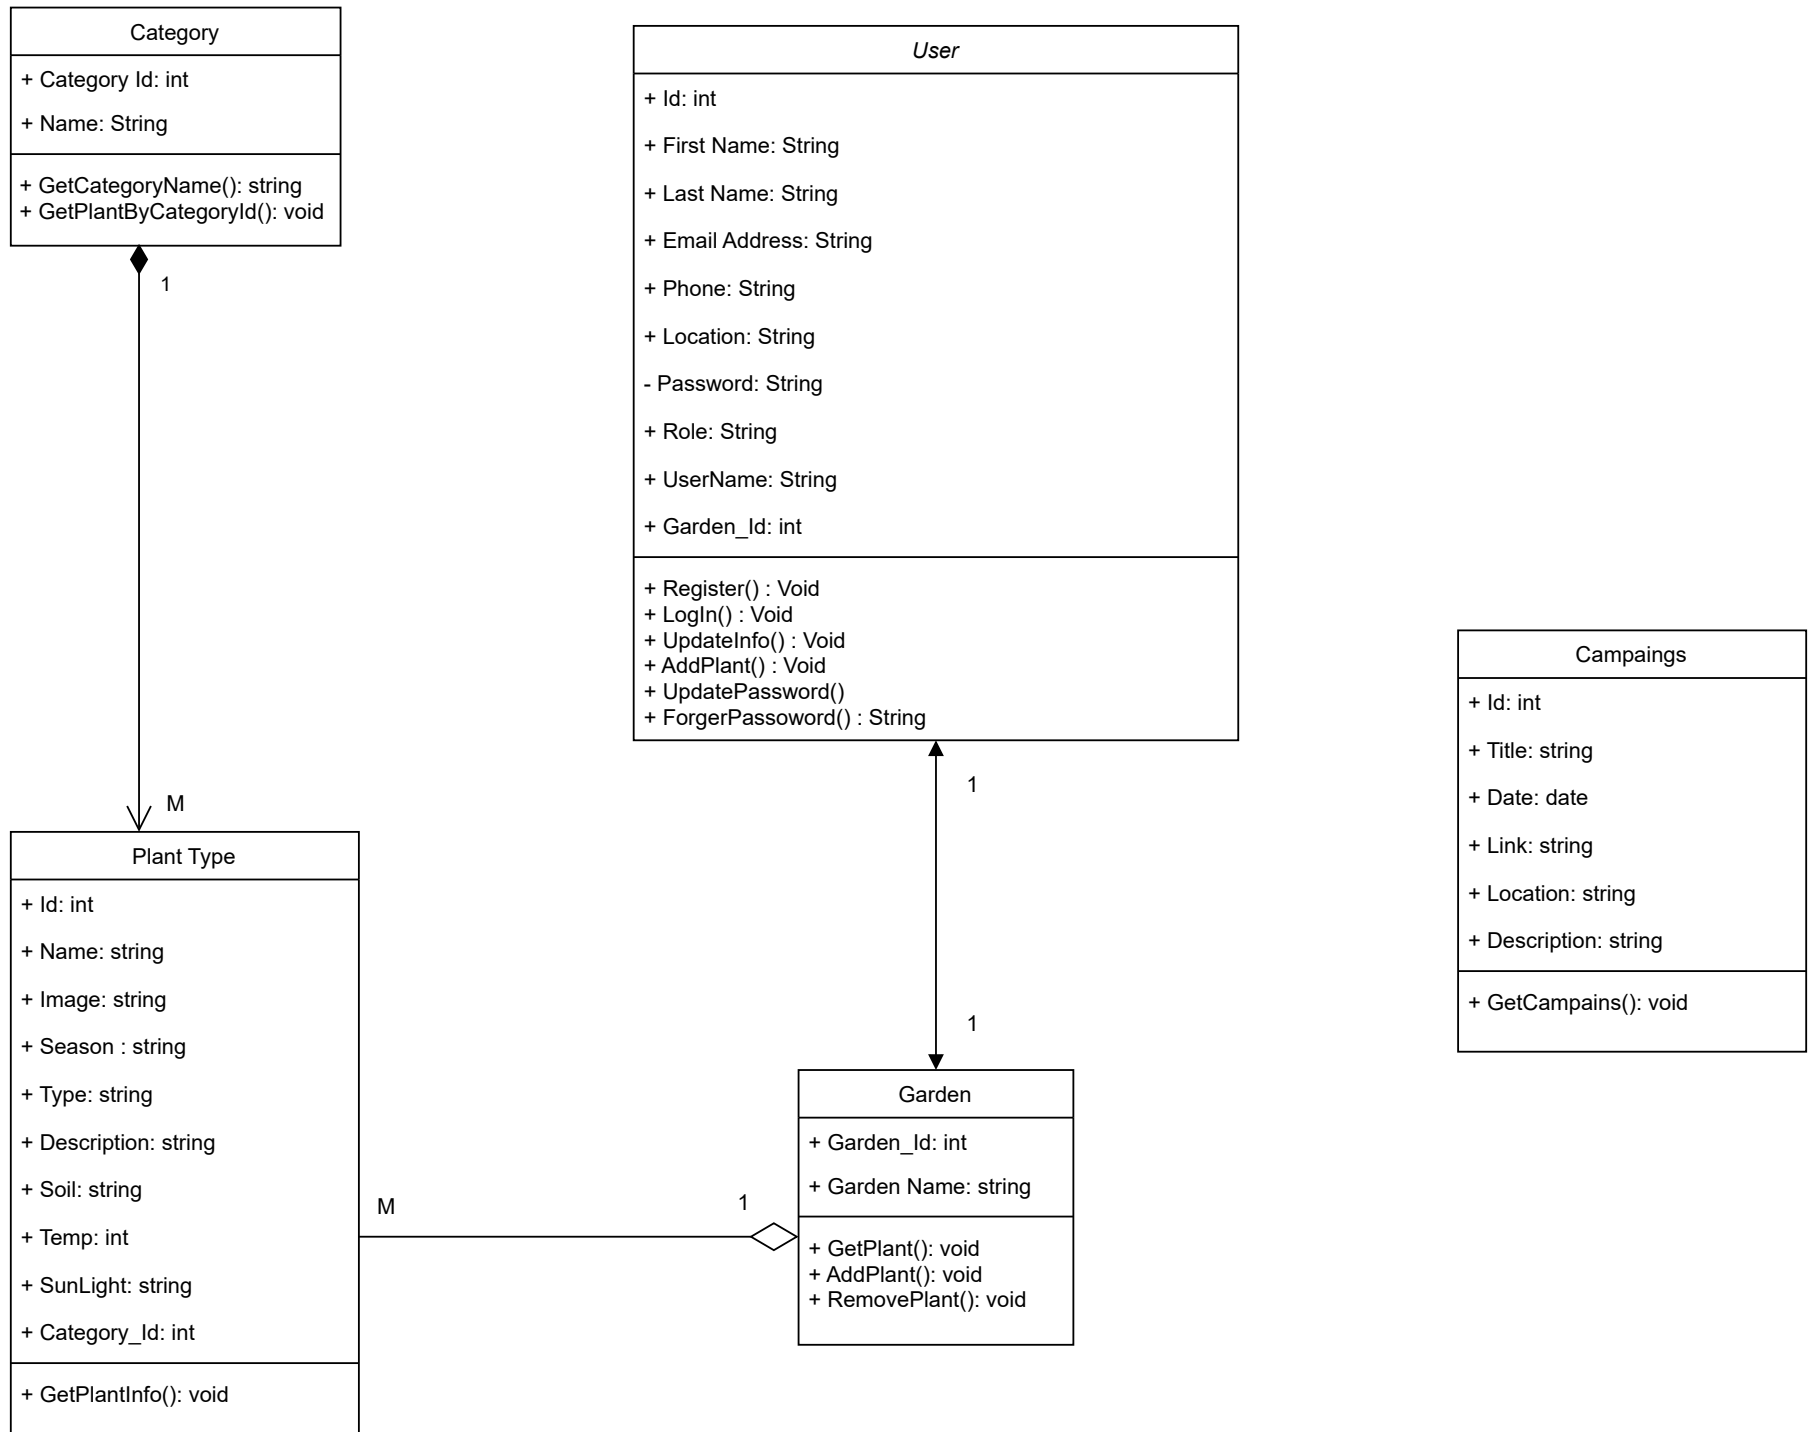 Category
+ Category Id: int
+ Name: String
+ GetCategoryName(): string
+ GetPlantByCategoryId(): void
1
M
User
+ Id: int
+ First Name: String
+ Last Name: String
+ Email Address: String
+ Phone: String
+ Location: String
- Password: String
+ Role: String
+ UserName: String
+ Garden_Id: int
+ Register() : Void
+ LogIn() : Void
+ UpdateInfo() : Void
+ AddPlant() : Void
+ UpdatePassword()
+ ForgerPassoword() : String
1
1
Campaings
+ Id: int
+ Title: string
+ Date: date
+ Link: string
+ Location: string
+ Description: string
+ GetCampains(): void
Plant Type
+ Id: int
+ Name: string
+ Image: string
+ Season : string
+ Type: string
+ Description: string
+ Soil: string
+ Temp: int
+ SunLight: string
+ Category_Id: int
+ GetPlantInfo(): void
M
1
Garden
+ Garden_Id: int
+ Garden Name: string
+ GetPlant(): void
+ AddPlant(): void
+ RemovePlant(): void